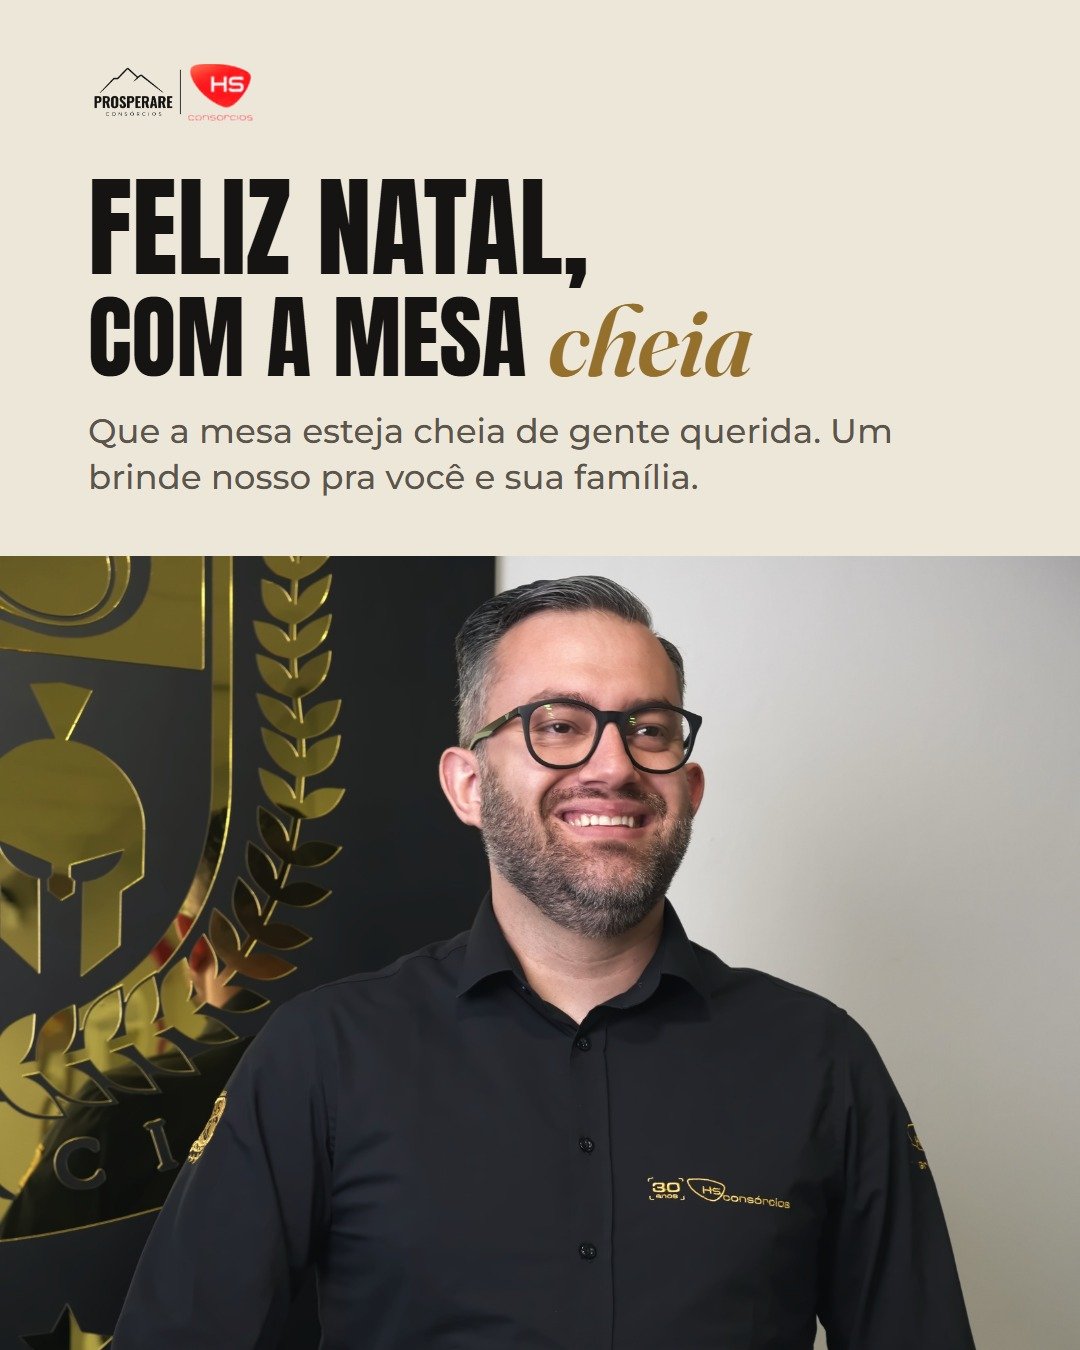 PROSPERARE
CONSÓRCIOS
HS
consórcios
FELIZ NATAL,
COM A MESA cheia
Que a mesa esteja cheia de gente querida. Um
brinde nosso pra você e sua família.
C I
30
anos
HS consórcios